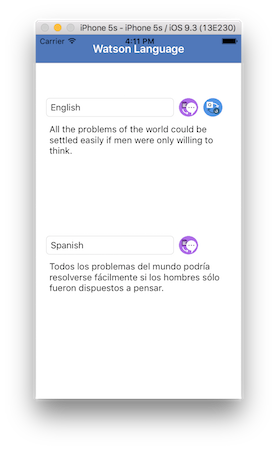 iPhone 5s - iPhone 5s / iOS 9.3 (13E230)
Carrier 4:11 PM
Watson Language
English
All the problems of the world could be
settled easily if men were only willing to
think.
Spanish
Todos los problemas del mundo podría
resolverse fácilmente si los hombres sólo
fueron dispuestos a pensar.